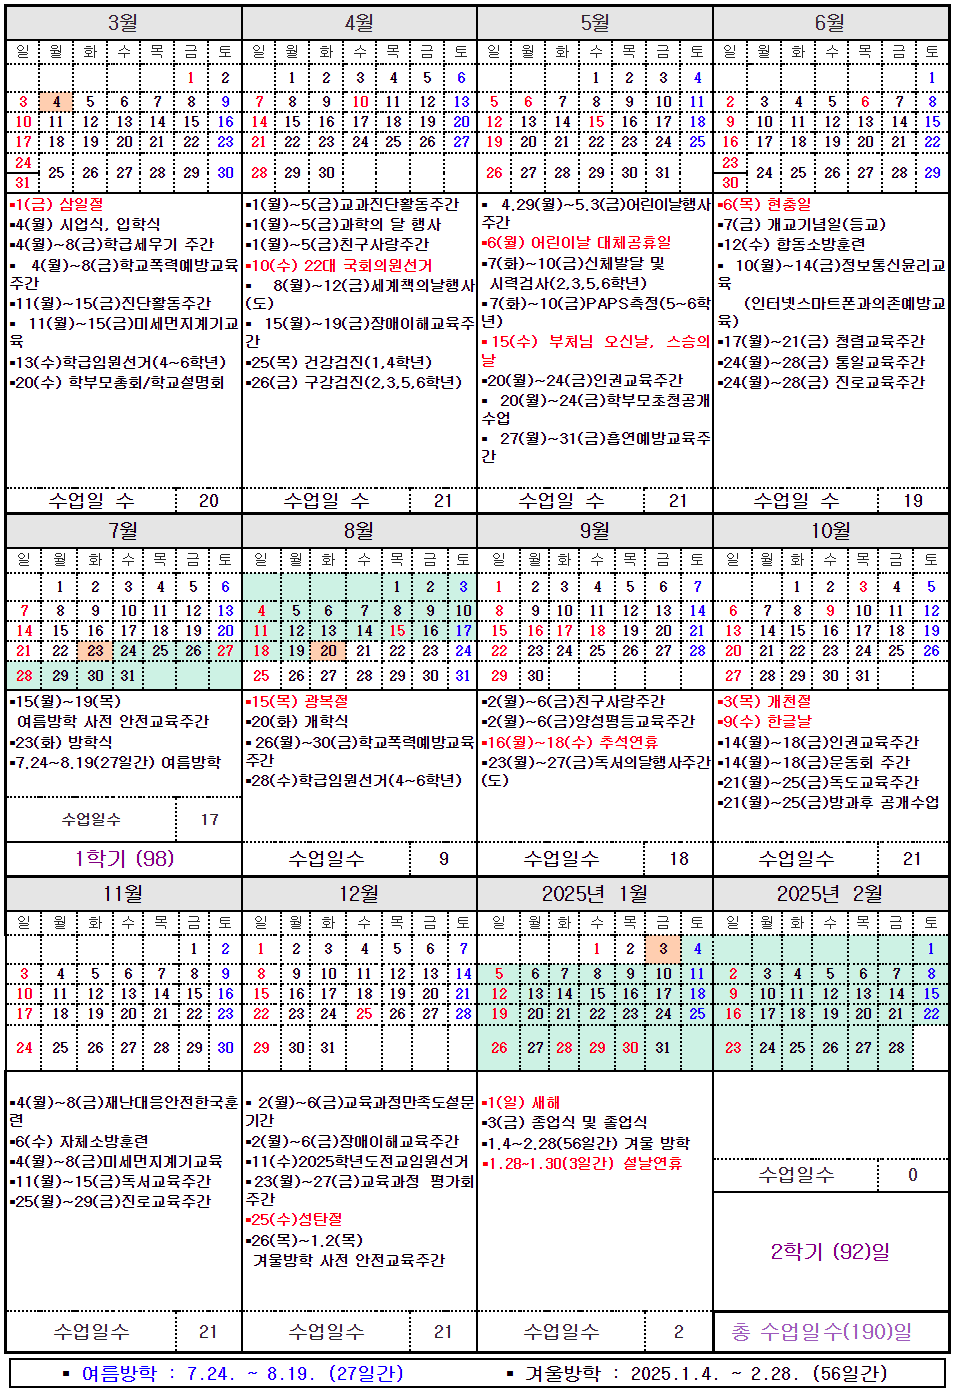 3월 4월 5월 6월
일 월 화 수 목 금 토 일 월 화 수 목 금 토 일 월 화 수 목 금 토 일 월 화 수 목 금 토
1 2 1 2 3 4 5 6 1 2 3 4 1
3 4 5 6 7 8 9 7 8 9 10 11 12 13 5 6 7 8 9 10 11 2 3 4 5 6 7 8
10 11 12 13 14 15 16 14 15 16 17 18 19 20 12 13 14 15 16 17 18 9 10 11 12 13 14 15
17 18 19 20 21 22 23 21 22 23 24 25 26 27 19 20 21 22 23 24 25 16 17 18 19 20 21 22
24 25 26 27 28 29 30 28 29 30 26 27 28 29 30 31 23 24 25 26 27 28 29
31 30
▪1(금) 삼일절
▪4(월) 시업식, 입학식
▪4(월)~8(금)학급세우기 주간
▪ 4(월)~8(금)학교폭력예방교육
주간
▪11(월)~15(금)진단활동주간
▪ 11(월)~15(금)미세먼지계기교
육
▪13(수)학급임원선거(4~6학년)
▪20(수) 학부모총회/학교설명회
▪1(월)~5(금)교과진단활동주간
▪1(월)~5(금)과학의 달 행사
▪1(월)~5(금)친구사랑주간
▪10(수) 22대 국회의원선거
▪ 8(월)~12(금)세계책의날행사
(도)
▪ 15(월)~19(금)장애이해교육주
간
▪25(목) 건강검진(1,4학년)
▪26(금) 구강검진(2,3,5,6학년)
▪ 4.29(월)~5.3(금)어린이날행사
주간
▪6(월) 어린이날 대체공휴일
▪7(화)~10(금)신체발달 및
시력검사(2,3,5,6학년)
▪7(화)~10(금)PAPS측정(5~6학
년)
▪15(수) 부처님 오신날, 스승의
날
▪20(월)~24(금)인권교육주간
▪ 20(월)~24(금)학부모초청공개
수업
▪ 27(월)~31(금)흡연예방교육주
간
▪6(목) 현충일
▪7(금) 개교기념일(등교)
▪12(수) 합동소방훈련
▪ 10(월)~14(금)정보통신윤리교
육
(인터넷스마트폰과의존예방교
육)
▪17(월)~21(금) 청렴교육주간
▪24(월)~28(금) 통일교육주간
▪24(월)~28(금) 진로교육주간
수업일 수 20 수업일 수 21 수업일 수 21 수업일 수 19
7월 8월 9월 10월
일 월 화 수 목 금 토 일 월 화 수 목 금 토 일 월 화 수 목 금 토 일 월 화 수 목 금 토
1 2 3 4 5 6 1 2 3 1 2 3 4 5 6 7 1 2 3 4 5
7 8 9 10 11 12 13 4 5 6 7 8 9 10 8 9 10 11 12 13 14 6 7 8 9 10 11 12
14 15 16 17 18 19 20 11 12 13 14 15 16 17 15 16 17 18 19 20 21 13 14 15 16 17 18 19
21 22 23 24 25 26 27 18 19 20 21 22 23 24 22 23 24 25 26 27 28 20 21 22 23 24 25 26
28 29 30 31 25 26 27 28 29 30 31 29 30 27 28 29 30 31
▪15(월)~19(목)
여름방학 사전 안전교육주간
▪23(화) 방학식
▪7.24~8.19(27일간) 여름방학
수업일수 17
1학기 (98)
▪15(목) 광복절
▪20(화) 개학식
▪26(월)~30(금)학교폭력예방교육
주간
▪28(수)학급임원선거(4~6학년)
▪2(월)~6(금)친구사랑주간
▪2(월)~6(금)양성평등교육주간
▪16(월)~18(수) 추석연휴
▪23(월)~27(금)독서의달행사주간
(도)
▪3(목) 개천절
▪9(수) 한글날
▪14(월)~18(금)인권교육주간
▪14(월)~18(금)운동회 주간
▪21(월)~25(금)독도교육주간
▪21(월)~25(금)방과후 공개수업
수업일수 9 수업일수 18 수업일수 21
11월 12월 2025년 1월 2025년 2월
일 월 화 수 목 금 토 일 월 화 수 목 금 토 일 월 화 수 목 금 토 일 월 화 수 목 금 토
1 2 1 2 3 4 5 6 7 1 2 3 4 1
3 4 5 6 7 8 9 8 9 10 11 12 13 14 5 6 7 8 9 10 11 2 3 4 5 6 7 8
10 11 12 13 14 15 16 15 16 17 18 19 20 21 12 13 14 15 16 17 18 9 10 11 12 13 14 15
17 18 19 20 21 22 23 22 23 24 25 26 27 28 19 20 21 22 23 24 25 16 17 18 19 20 21 22
24 25 26 27 28 29 30 29 30 31 26 27 28 29 30 31 23 24 25 26 27 28
▪4(월)~8(금)재난대응안전한국훈
련
▪6(수) 자체소방훈련
▪4(월)~8(금)미세먼지계기교육
▪11(월)~15(금)독서교육주간
▪25(월)~29(금)진로교육주간
▪ 2(월)~6(금)교육과정만족도설문
기간
▪2(월)~6(금)장애이해교육주간
▪11(수)2025학년도전교임원선거
▪23(월)~27(금)교육과정 평가회
주간
▪25(수)성탄절
▪26(목)~1.2(목)
겨울방학 사전 안전교육주간
▪1(일) 새해
▪3(금) 종업식 및 졸업식
▪1.4~2.28(56일간) 겨울 방학
▪1.28~1.30(3일간) 설날연휴
수업일수 0
2학기 (92)일
수업일수 21 수업일수 21 수업일수 2 총 수업일수(190)일
▪ 여름방학 : 7.24. ~ 8.19. (27일간) ▪ 겨울방학 : 2025.1.4. ~ 2.28. (56일간)